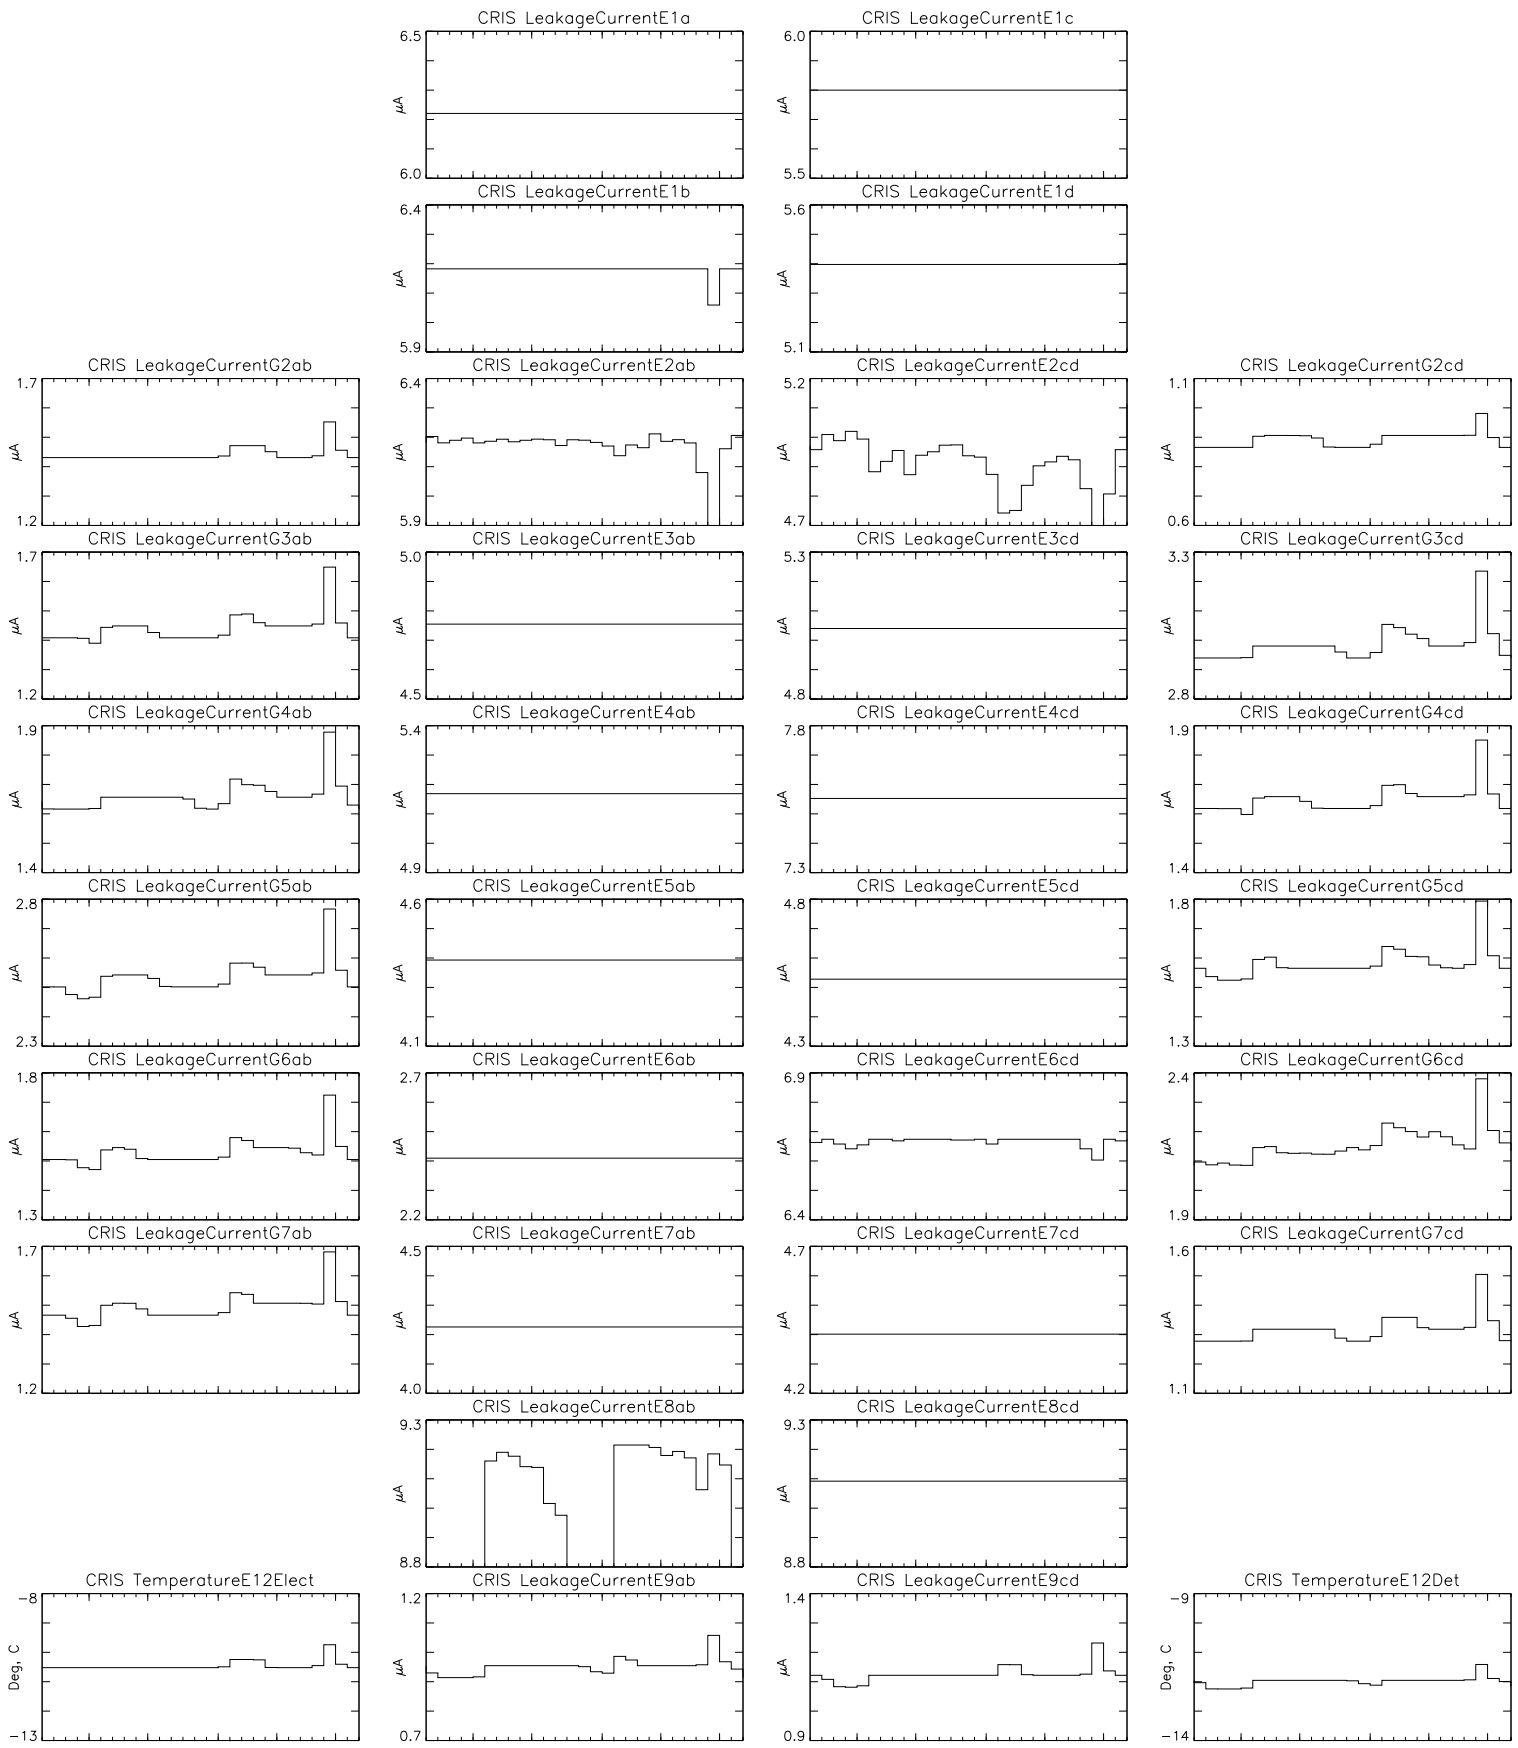 CRIS LeakageCurrentE1a
CRIS LeakageCurrentE1c
6.5
6.0
μA
μA
6.0
5.5
CRIS LeakageCurrentE1b
CRIS LeakageCurrentE1d
6.4
5.6
μA
μA
5.9
5.1
CRIS LeakageCurrentG2ab
CRIS LeakageCurrentE2ab
CRIS LeakageCurrentE2cd
CRIS LeakageCurrentG2cd
1.7
6.4
5.2
1.1
μA
μA
μA
μA
1.2
5.9
4.7
0.6
CRIS LeakageCurrentG3ab
CRIS LeakageCurrentE3ab
CRIS LeakageCurrentE3cd
CRIS LeakageCurrentG3cd
1.7
5.0
5.3
3.3
μA
μA
μA
μA
1.2
4.5
4.8
2.8
CRIS LeakageCurrentG4ab
CRIS LeakageCurrentE4ab
CRIS LeakageCurrentE4cd
CRIS LeakageCurrentG4cd
1.9
5.4
7.8
1.9
μA
μA
μA
μA
1.4
4.9
7.3
1.4
CRIS LeakageCurrentG5ab
CRIS LeakageCurrentE5ab
CRIS LeakageCurrentE5cd
CRIS LeakageCurrentG5cd
2.8
4.6
4.8
1.8
μA
μA
μA
μA
2.3
4.1
4.3
1.3
CRIS LeakageCurrentG6ab
CRIS LeakageCurrentE6ab
CRIS LeakageCurrentE6cd
CRIS LeakageCurrentG6cd
1.8
2.7
6.9
2.4
μA
μA
μA
μA
1.3
2.2
6.4
1.9
CRIS LeakageCurrentG7ab
CRIS LeakageCurrentE7ab
CRIS LeakageCurrentE7cd
CRIS LeakageCurrentG7cd
1.7
4.5
4.7
1.6
μA
μA
μA
μA
1.2
4.0
4.2
1.1
CRIS LeakageCurrentE8ab
CRIS LeakageCurrentE8cd
9.3
9.3
μA
μA
8.8
8.8
CRIS TemperatureE12Elect
CRIS LeakageCurrentE9ab
CRIS LeakageCurrentE9cd
CRIS TemperatureE12Det
-8
1.2
1.4
-9
Deg, C
μA
μA
Deg, C
-13
0.7
0.9
-14